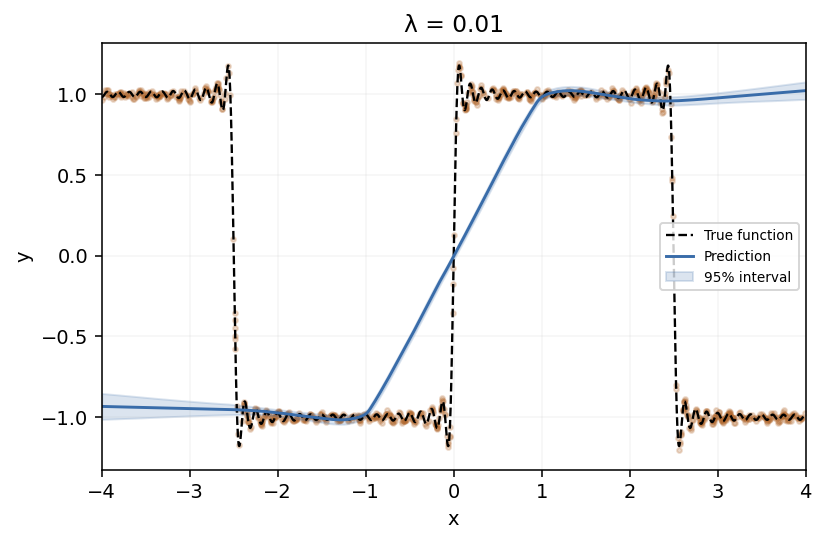 λ = 0.01
y
1.0
0.5
0.0
−0.5
−1.0
True function
Prediction
95% interval
−4 −3 −2 −1 0 1 2 3 4
x